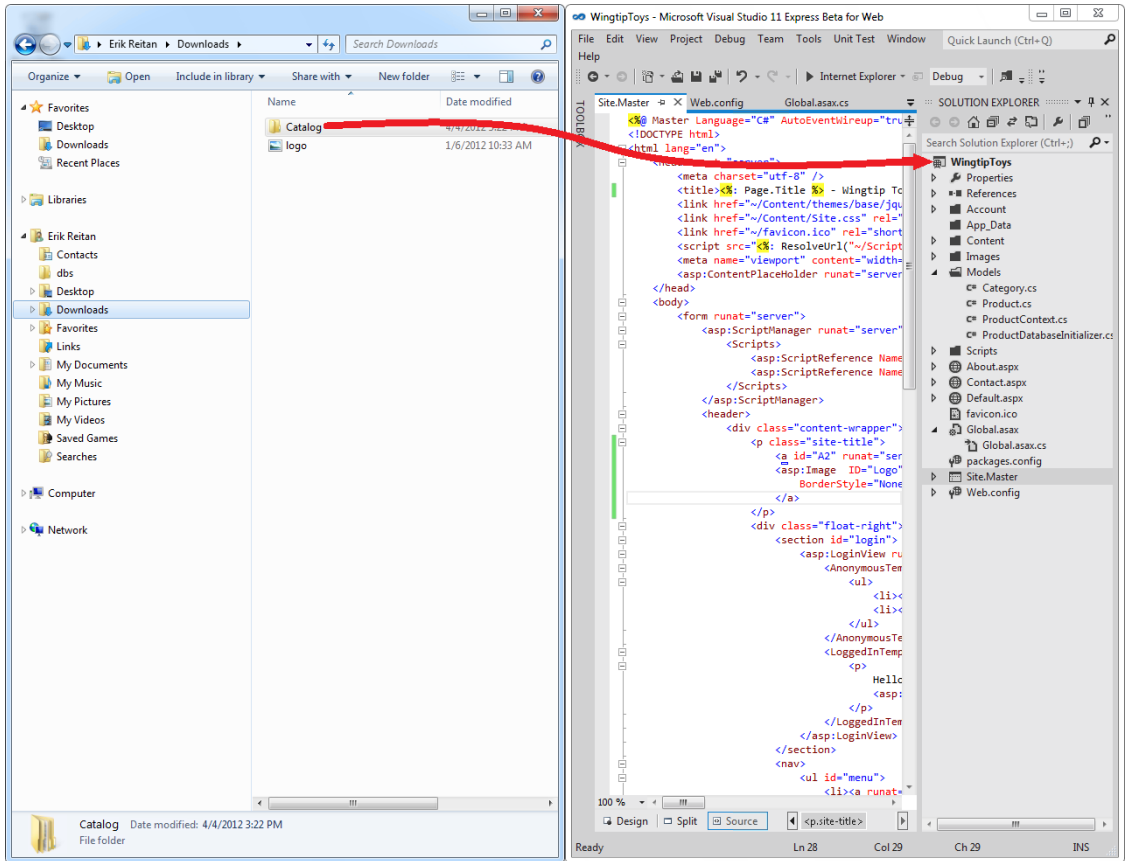 Erik Reitan Downloads
Search Downloads
Organize Open Include in library Share with New folder
Favorites
Desktop
Downloads
Recent Places
Libraries
Erik Reitan
Contacts
dbs
Desktop
Downloads
Favorites
Links
My Documents
My Music
My Pictures
My Videos
Saved Games
Searches
Computer
Network
Name Date modified
Catalog
logo 1/6/2012 10:33 AM
Catalog Date modified: 4/4/2012 3:22 PM
File folder
WingtipToys - Microsoft Visual Studio 11 Express Beta for Web
File Edit View Project Debug Team Tools Unit Test Window
Help
Quick Launch (Ctrl+Q)
Internet Explorer Debug
TOOLBOX
Site.Master Web.config Global.asax.cs
<%@ Master Language="C#" AutoEventWireup="tru
<!DOCTYPE html>
<html lang="en">
<meta charset="utf-8" />
<title><%: Page.Title %> - Wingtip To
<link href="~/Content/themes/base/jqu
<link href="~/Content/Site.css" rel="
<link href="~/favicon.ico" rel="short
<script src="<%: ResolveUrl("~/Script
<meta name="viewport" content="width=
<asp:ContentPlaceHolder runat="server
</head>
<body>
<form runat="server">
<asp:ScriptManager runat="server"
<Scripts>
<asp:ScriptReference Name
<asp:ScriptReference Name
</Scripts>
</asp:ScriptManager>
<header>
<div class="content-wrapper">
<p class="site-title">
<a id="A2" runat="ser
<asp:Image ID="Logo"
BorderStyle="None
</a>
</p>
<div class="float-right">
<section id="login">
<asp:LoginView ru
<AnonymousTem
<ul>
<li><
<li><
</ul>
</AnonymousTe
<LoggedInTemp
<p>
Hello
<asp:
</p>
</LoggedInTem
</asp:LoginView>
</section>
<nav>
<ul id="menu">
<li><a runat=
100 %
Design Split Source <p.site-title>
SOLUTION EXPLORER
Search Solution Explorer (Ctrl+;)
WingtipToys
Properties
References
Account
App_Data
Content
Images
Models
Category.cs
Product.cs
ProductContext.cs
ProductDatabaseInitializer.cs
Scripts
About.aspx
Contact.aspx
Default.aspx
favicon.ico
Global.asax
Global.asax.cs
packages.config
Site.Master
Web.config
Ready Ln 28 Col 29 Ch 29 INS